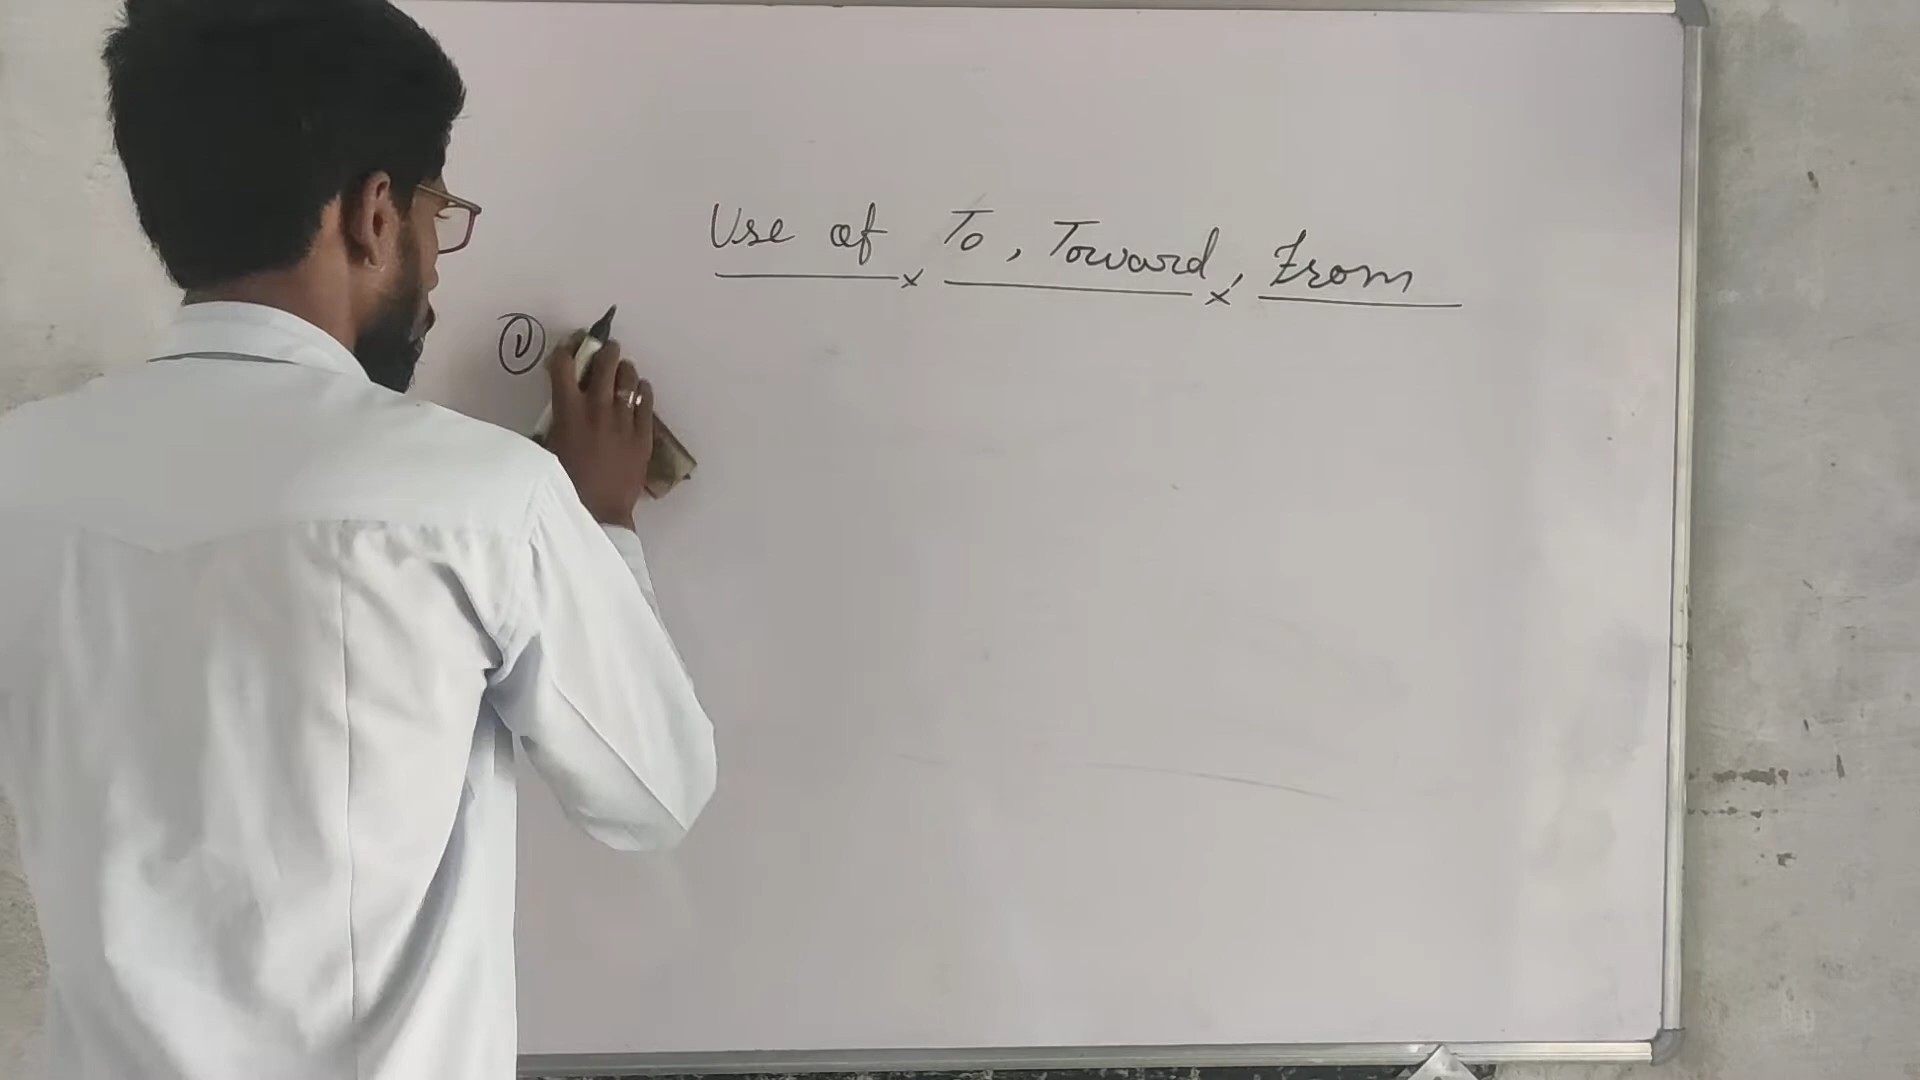 Use of To, Toward, From
①